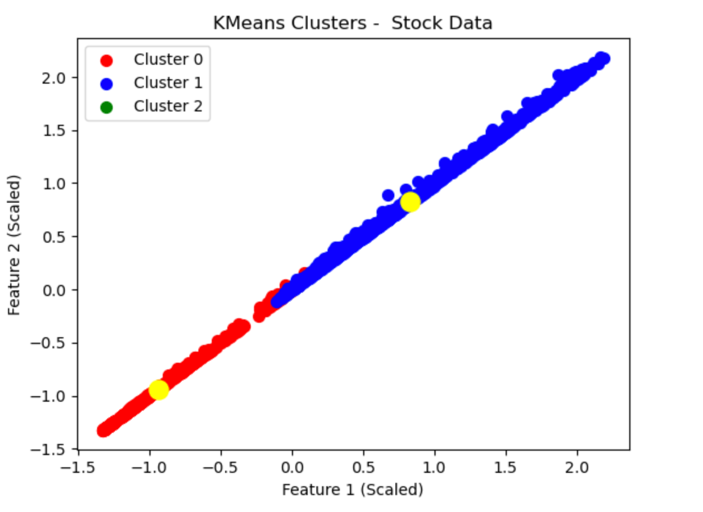 KMeans Clusters -  Stock Data
Cluster 0
Cluster 1
Cluster 2
Feature 2 (Scaled)
2.0
1.5
1.0
0.5
0.0
−0.5
−1.0
−1.5
−1.5 −1.0 −0.5 0.0 0.5 1.0 1.5 2.0
Feature 1 (Scaled)